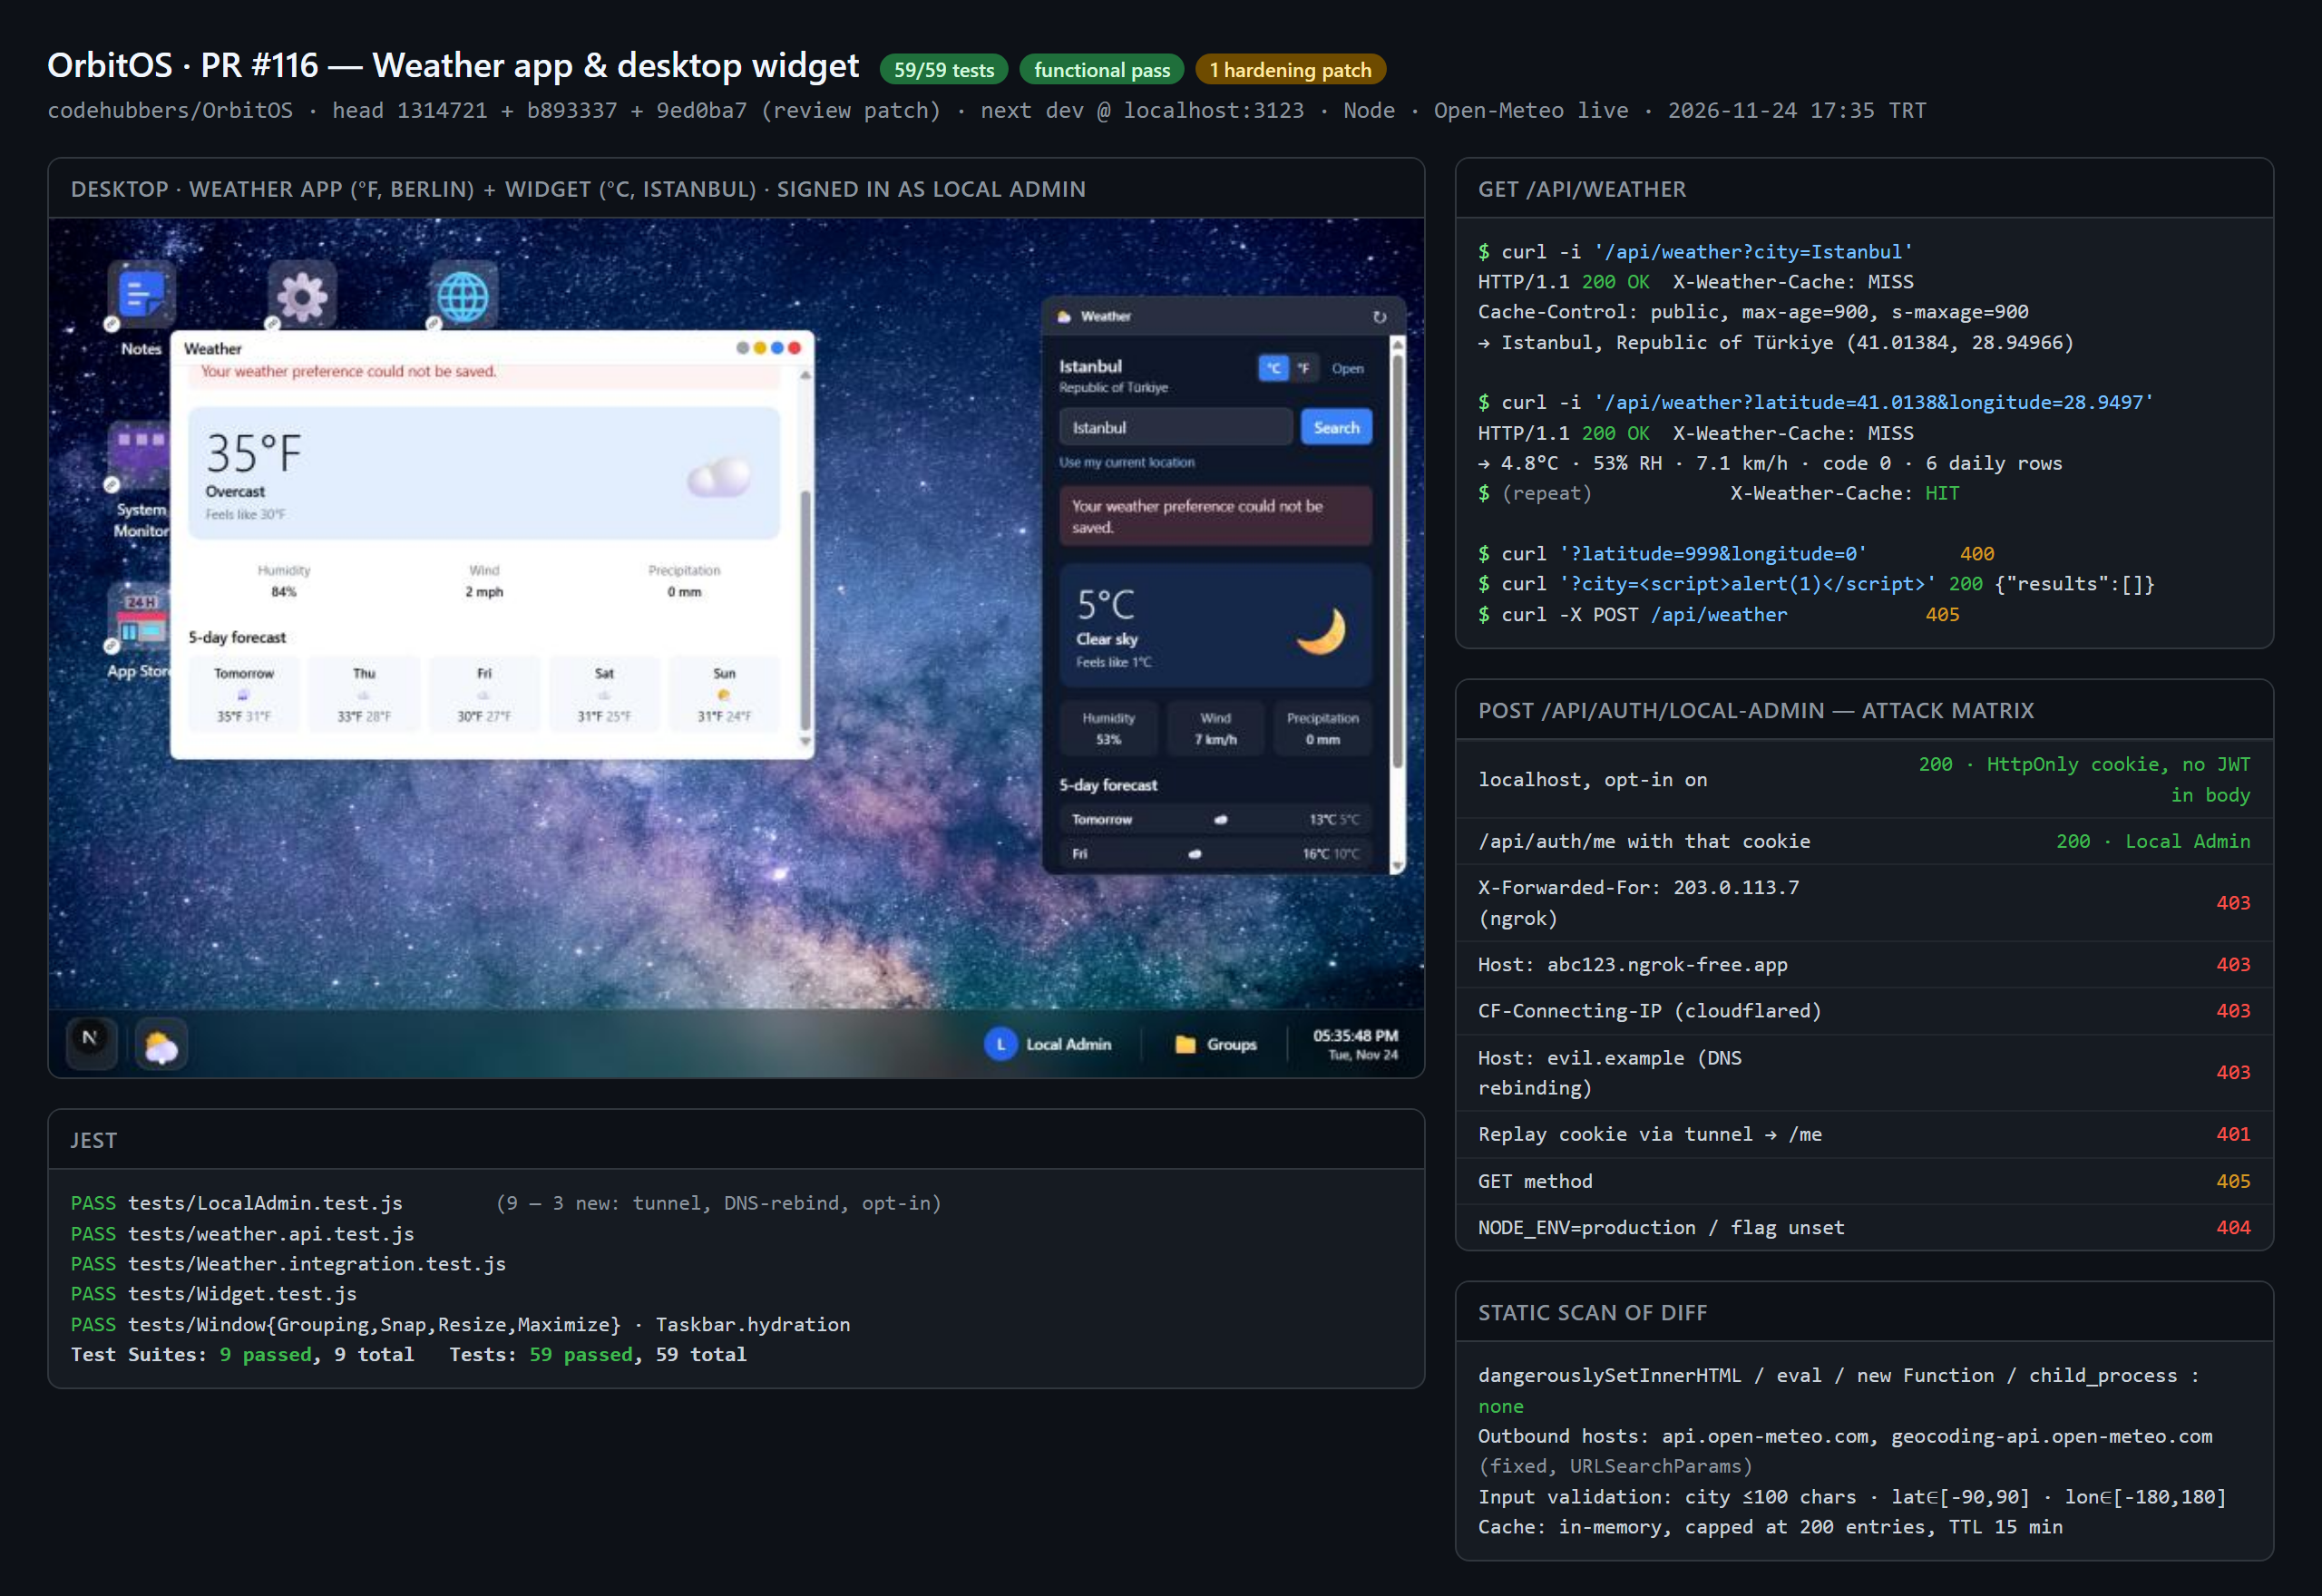 OrbitOS · PR #116 — Weather app & desktop widget 59/59 tests functional pass 1 hardening patch
codehubbers/OrbitOS · head 1314721 + b893337 + 9ed0ba7 (review patch) · next dev @ localhost:3123 · Node · Open-Meteo live · 2026-11-24 17:35 TRT
DESKTOP · WEATHER APP (°F, BERLIN) + WIDGET (°C, ISTANBUL) · SIGNED IN AS LOCAL ADMIN
Notes
System
Monitor
24 H
App Store
Weather
Your weather preference could not be saved.
35°F
Overcast
Feels like 30°F
Humidity Wind Precipitation
84% 2 mph 0 mm
5-day forecast
Tomorrow Thu Fri Sat Sun
35°F 31°F 33°F 28°F 30°F 27°F 31°F 25°F 31°F 24°F
Weather
Istanbul °C °F Open
Republic of Türkiye
Istanbul Search
Use my current location
Your weather preference could not be
saved.
5°C
Clear sky
Feels like 1°C
Humidity Wind Precipitation
53% 7 km/h 0 mm
5-day forecast
Tomorrow 13°C 5°C
Fri 16°C 10°C
N
L Local Admin Groups 05:35:48 PM
Tue, Nov 24
JEST
PASS tests/LocalAdmin.test.js (9 — 3 new: tunnel, DNS-rebind, opt-in)
PASS tests/weather.api.test.js
PASS tests/Weather.integration.test.js
PASS tests/Widget.test.js
PASS tests/Window{Grouping,Snap,Resize,Maximize} · Taskbar.hydration
Test Suites: 9 passed, 9 total Tests: 59 passed, 59 total
GET /API/WEATHER
$ curl -i '/api/weather?city=Istanbul'
HTTP/1.1 200 OK X-Weather-Cache: MISS
Cache-Control: public, max-age=900, s-maxage=900
→ Istanbul, Republic of Türkiye (41.01384, 28.94966)
$ curl -i '/api/weather?latitude=41.0138&longitude=28.9497'
HTTP/1.1 200 OK X-Weather-Cache: MISS
→ 4.8°C · 53% RH · 7.1 km/h · code 0 · 6 daily rows
$ (repeat) X-Weather-Cache: HIT
$ curl '?latitude=999&longitude=0' 400
$ curl '?city=<script>alert(1)</script>' 200 {"results":[]}
$ curl -X POST /api/weather 405
POST /API/AUTH/LOCAL-ADMIN — ATTACK MATRIX
localhost, opt-in on 200 · HttpOnly cookie, no JWT
in body
/api/auth/me with that cookie 200 · Local Admin
X-Forwarded-For: 203.0.113.7
(ngrok) 403
Host: abc123.ngrok-free.app 403
CF-Connecting-IP (cloudflared) 403
Host: evil.example (DNS
rebinding) 403
Replay cookie via tunnel → /me 401
GET method 405
NODE_ENV=production / flag unset 404
STATIC SCAN OF DIFF
dangerouslySetInnerHTML / eval / new Function / child_process :
none
Outbound hosts: api.open-meteo.com, geocoding-api.open-meteo.com
(fixed, URLSearchParams)
Input validation: city ≤100 chars · lat∈[-90,90] · lon∈[-180,180]
Cache: in-memory, capped at 200 entries, TTL 15 min